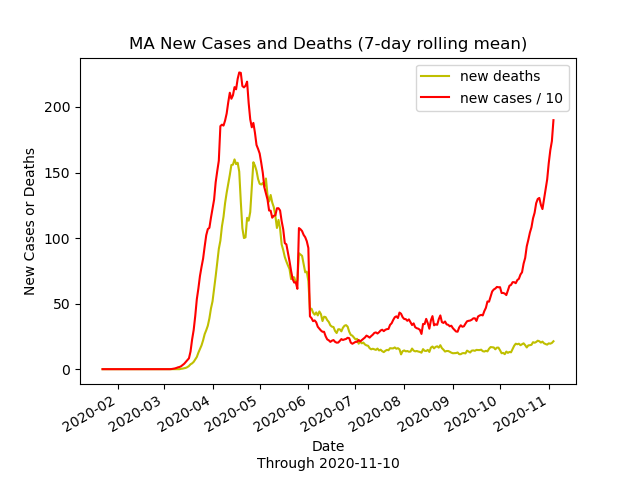 MA New Cases and Deaths (7-day rolling mean)
new deaths
new cases / 10
New Cases or Deaths
200
150
100
50
0
2020-02
2020-03
2020-04
2020-05
2020-06
2020-07
2020-08
2020-09
2020-10
2020-11
Date
Through 2020-11-10